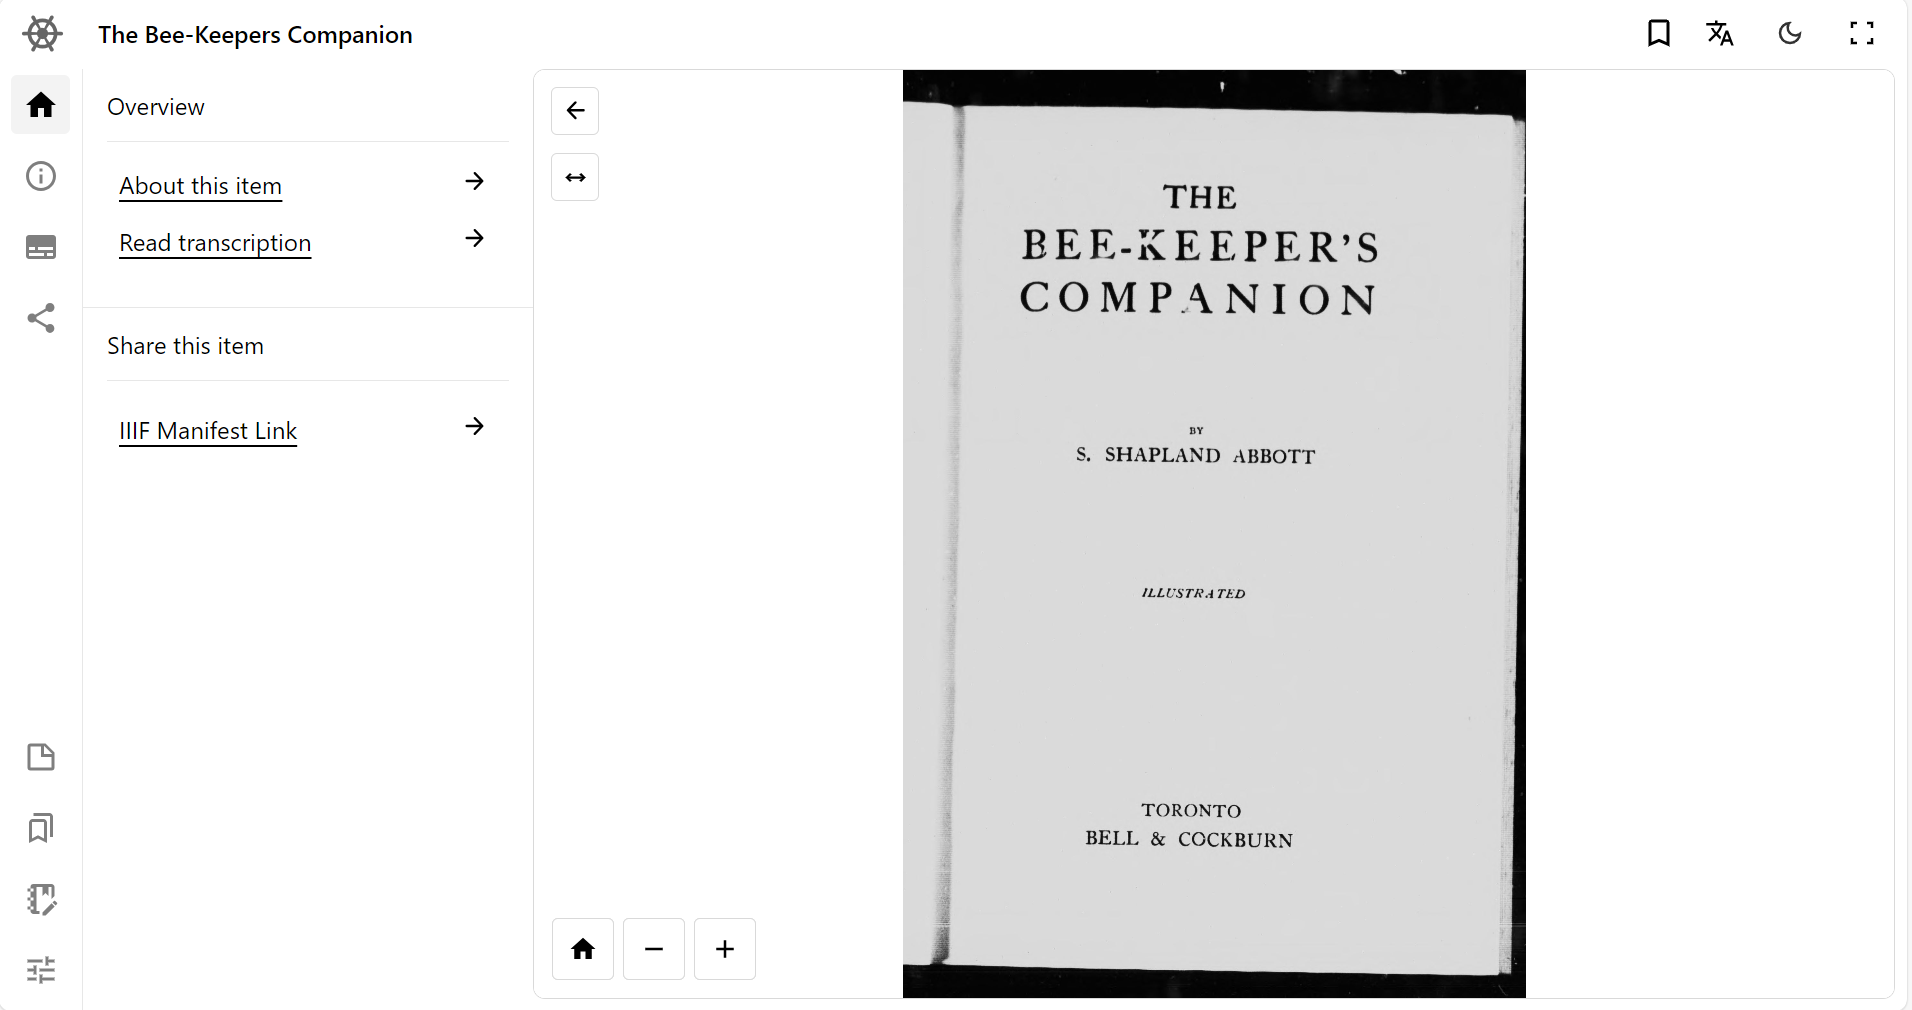 The Bee-Keepers Companion
Overview
About this item
Read transcription
Share this item
IIIF Manifest Link
THE
BEE-KEEPER'S
COMPANION
BY
S. SHAPLAND ABBOTT
ILLUSTRATED
TORONTO
BELL & COCKBURN